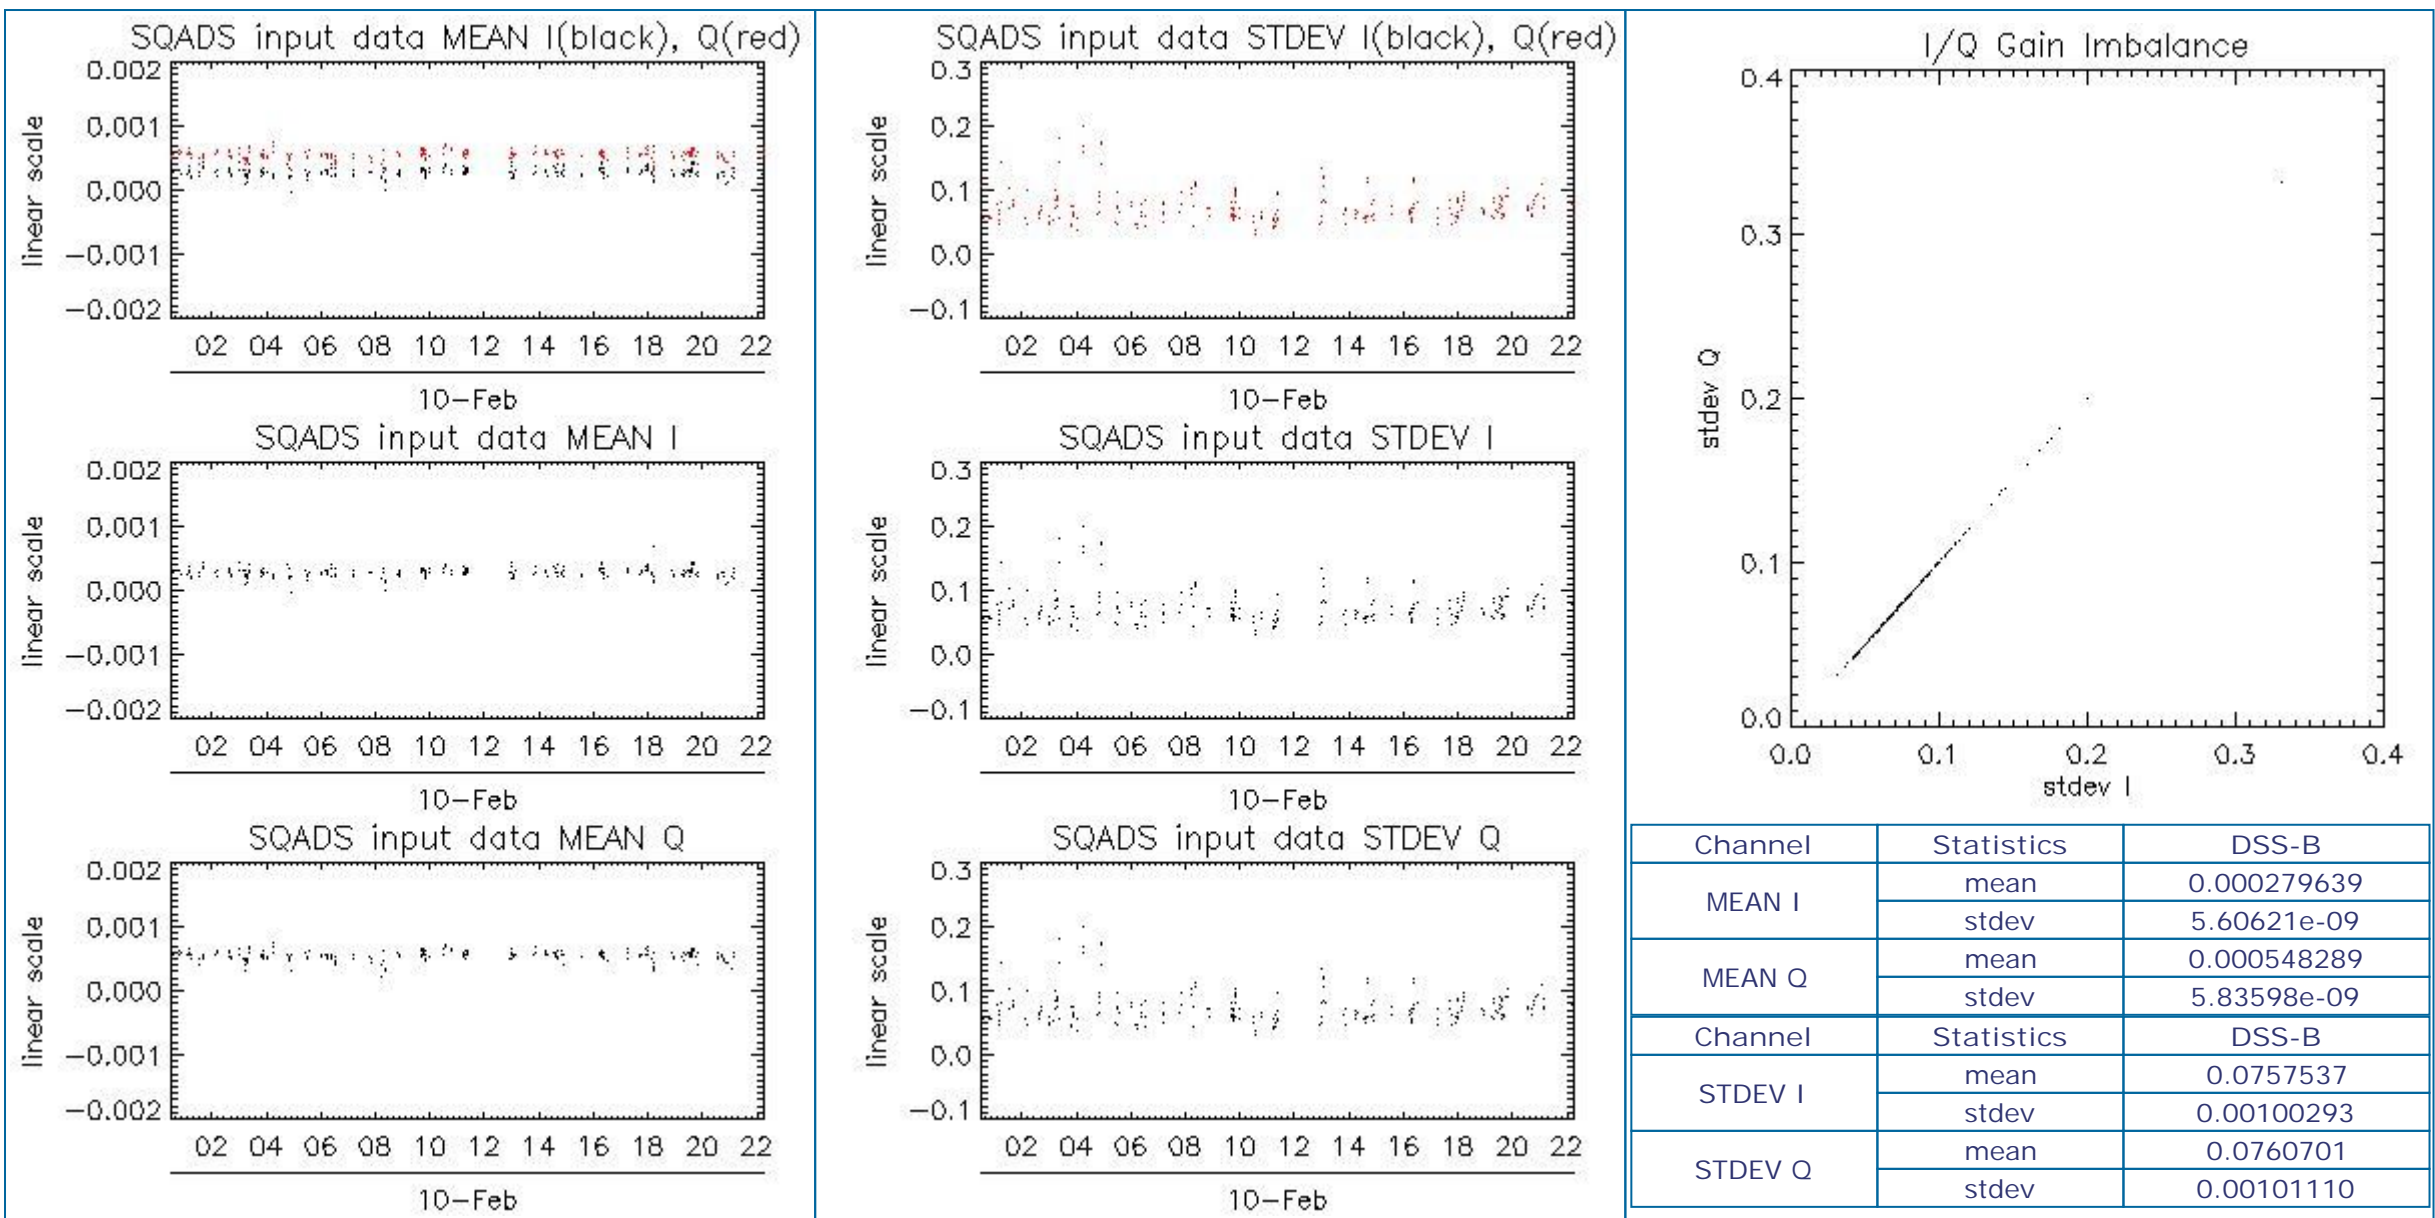 SQADS input data MEAN I(black), Q(red)
0.002
0.001
0.000
-0.001
-0.002
linear scale
02 04 06 08 10 12 14 16 18 20 22
10-Feb
SQADS input data MEAN I
0.002
0.001
0.000
-0.001
-0.002
linear scale
02 04 06 08 10 12 14 16 18 20 22
10-Feb
SQADS input data MEAN Q
0.002
0.001
0.000
-0.001
-0.002
linear scale
02 04 06 08 10 12 14 16 18 20 22
10-Feb
SQADS input data STDEV I(black), Q(red)
0.3
0.2
0.1
0.0
-0.1
linear scale
02 04 06 08 10 12 14 16 18 20 22
10-Feb
SQADS input data STDEV I
0.3
0.2
0.1
0.0
-0.1
linear scale
02 04 06 08 10 12 14 16 18 20 22
10-Feb
SQADS input data STDEV Q
0.3
0.2
0.1
0.0
-0.1
linear scale
02 04 06 08 10 12 14 16 18 20 22
10-Feb
I/Q Gain Imbalance
0.4
0.3
0.2
0.1
0.0
stdev Q
0.0 0.1 0.2 0.3 0.4
stdev I
Channel Statistics DSS-B
MEAN I mean 0.000279639
stdev 5.60621e-09
MEAN Q mean 0.000548289
stdev 5.83598e-09
Channel Statistics DSS-B
STDEV I mean 0.0757537
stdev 0.00100293
STDEV Q mean 0.0760701
stdev 0.00101110